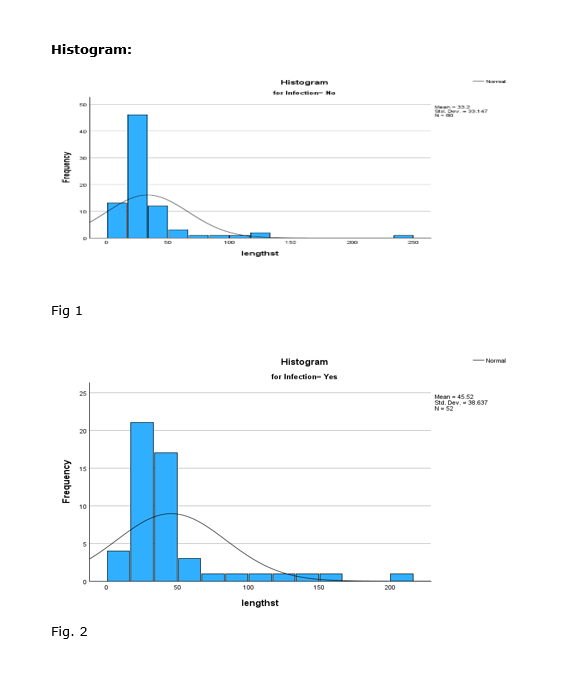 Histogram:
Histogram
for Infection= No
Normal
Mean = 33.2
Std. Dev. = 33.147
N = 80
Frequency
50
40
30
20
10
0
0 50 100 150 200 250
lengthst
Fig 1
Histogram
for Infection= Yes
Normal
Mean = 45.52
Std. Dev. = 38.637
N = 52
Frequency
25
20
15
10
5
0
0 50 100 150 200
lengthst
Fig. 2